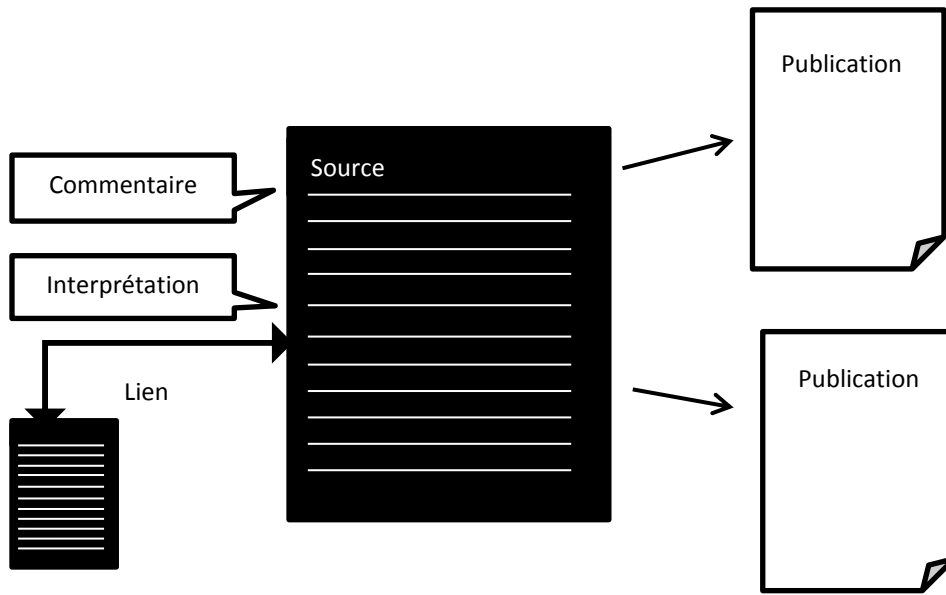 Publication
Source
Commentaire
Interprétation
Lien
Publication